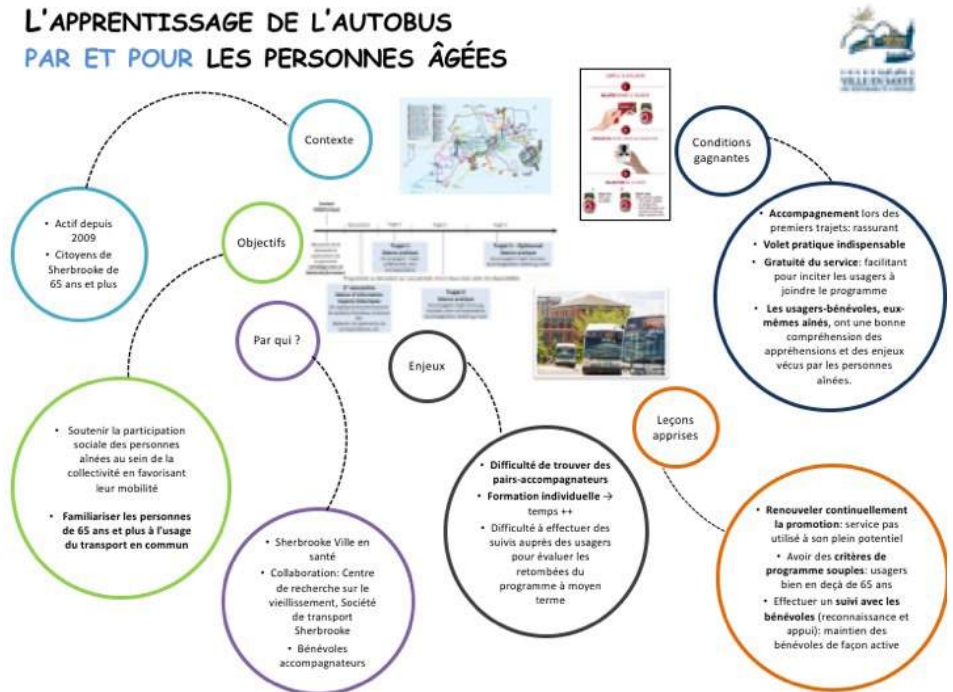 L'APPRENTISSAGE DE L'AUTOBUS
PAR ET POUR LES PERSONNES ÂGÉES
VILLE EN SANTÉ
Contexte
• Actif depuis
2009
• Citoyens de
Sherbrooke de
65 ans et plus
Objectifs
• Soutenir la participation
sociale des personnes
aînées au sein de la
collectivité en favorisant
leur mobilité
• Familiariser les personnes
de 65 ans et plus à l'usage
du transport en commun
Par qui ?
• Sherbrooke Ville en
santé
• Collaboration: Centre
de recherche sur le
vieillissement, Société
de transport
Sherbrooke
• Bénévoles
accompagnateurs
Enjeux
• Difficulté de trouver des
pairs-accompagnateurs
• Formation individuelle →
temps ++
• Difficulté à effectuer des
suivis auprès des usagers
pour évaluer les
retombées du
programme à moyen
terme
Conditions
gagnantes
• Accompagnement lors des
premiers trajets: rassurant
• Volet pratique indispensable
• Gratuité du service: facilitant
pour inciter les usagers à
joindre le programme
• Les usagers-bénévoles, eux-
mêmes aînés, ont une bonne
compréhension des
appréhensions et des enjeux
vécus par les personnes
aînées.
Leçons
apprises
• Renouveler continuellement
la promotion: service pas
utilisé à son plein potentiel
• Avoir des critères de
programme souples: usagers
bien en deçà de 65 ans
• Effectuer un suivi avec les
bénévoles (reconnaissance et
appui): maintien des
bénévoles de façon active